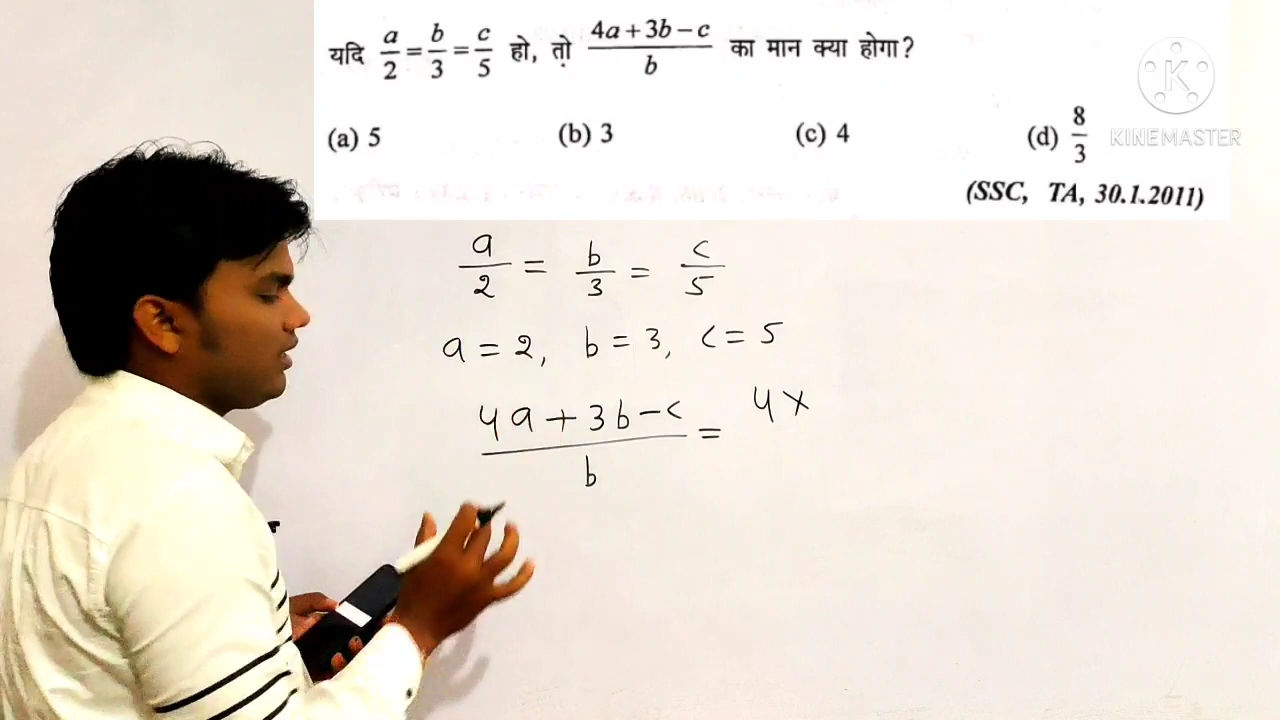 यदि a/2 = b/3 = c/5 हो, तो (4a + 3b − c)/b का मान क्या होगा?
(a) 5 (b) 3 (c) 4 (d) 8/3
(SSC, TA, 30.1.2011)
K
KINEMASTER
a/2 = b/3 = c/5
a = 2, b = 3, c = 5
(4a + 3b − c)/b = 4×